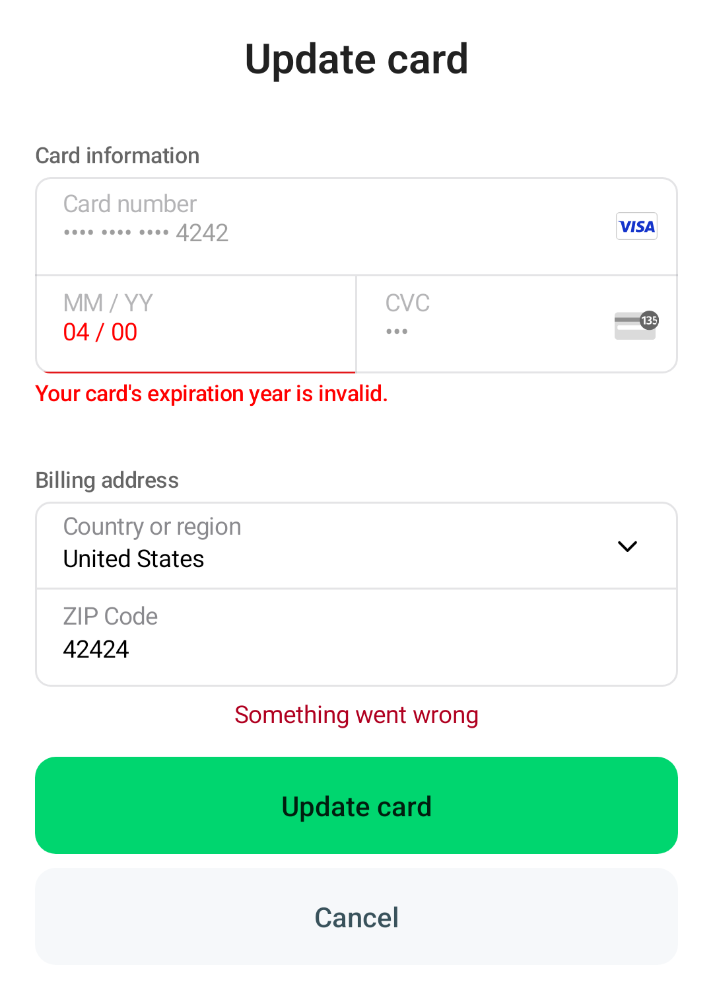 Update card
Card information
Card number
•••• •••• •••• 4242
VISA
MM / YY
04 / 00
CVC
•••
135
Your card's expiration year is invalid.
Billing address
Country or region
United States
ZIP Code
42424
Something went wrong
Update card
Cancel